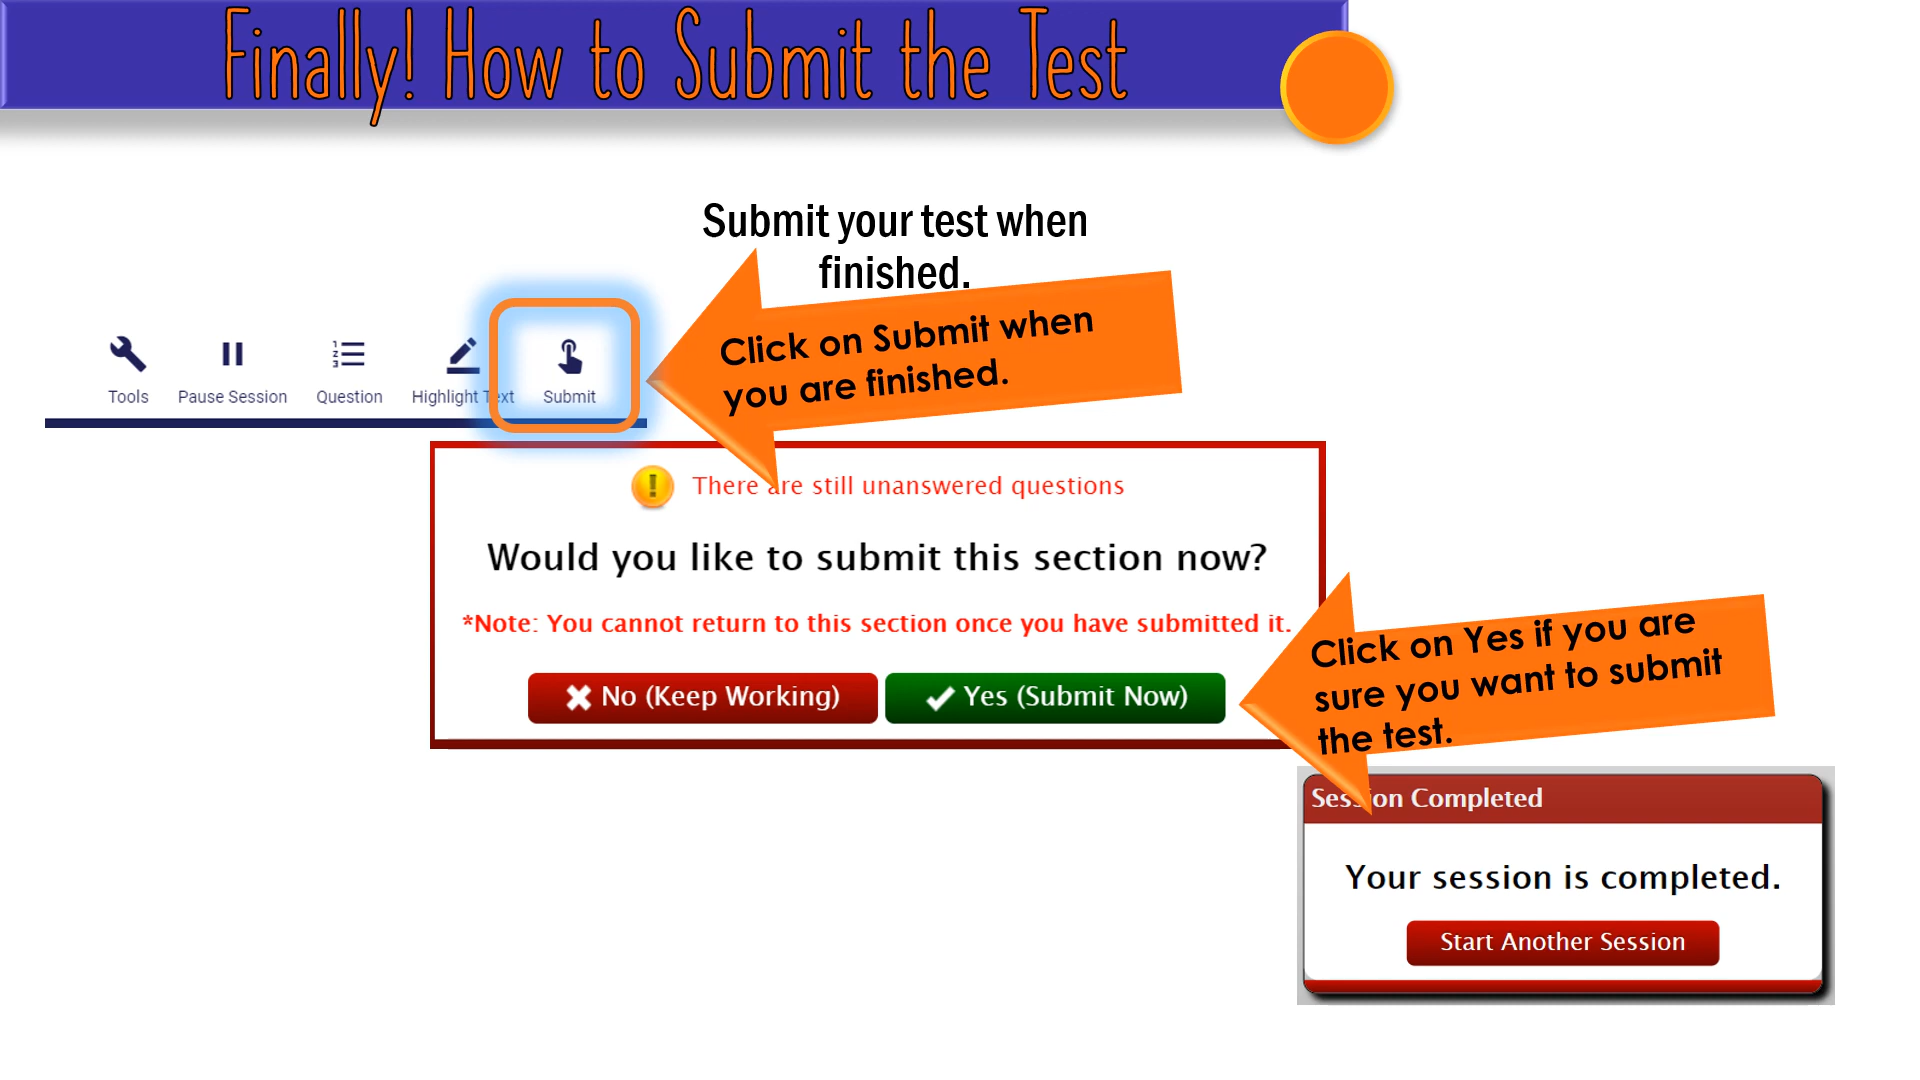 Finally! How to Submit the Test
Submit your test when
finished.
Click on Submit when
you are finished.
Tools
Pause Session
Question
Highlight Text
Submit
There are still unanswered questions
Would you like to submit this section now?
*Note: You cannot return to this section once you have submitted it.
No (Keep Working)
Yes (Submit Now)
Click on Yes if you are
sure you want to submit
the test.
Session Completed
Your session is completed.
Start Another Session